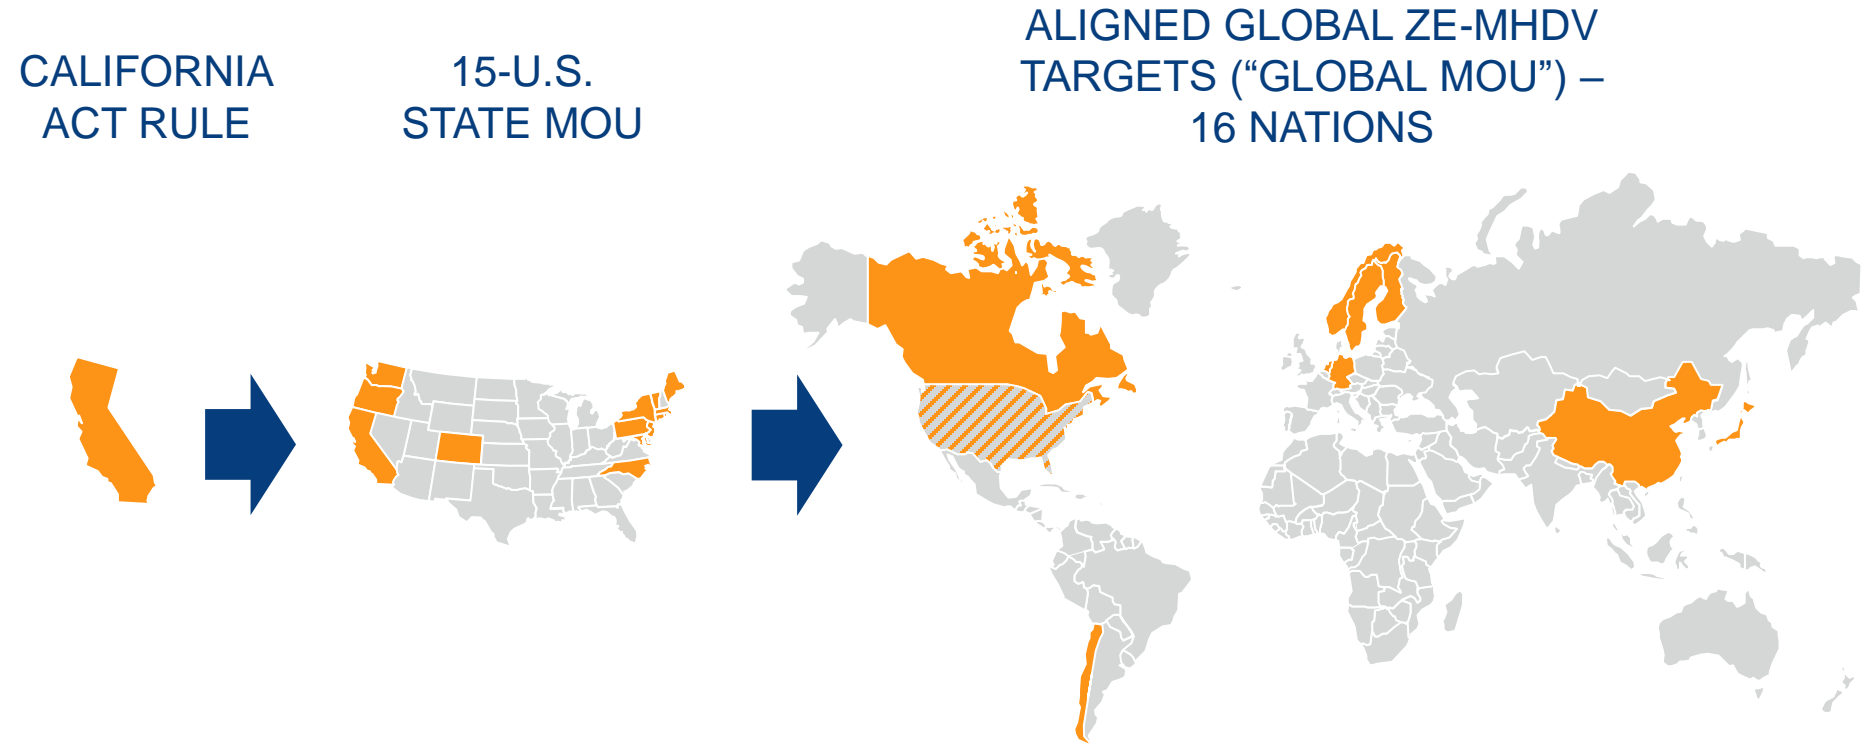 CALIFORNIA
ACT RULE
15-U.S.
STATE MOU
ALIGNED GLOBAL ZE-MHDV
TARGETS (“GLOBAL MOU”) –
16 NATIONS